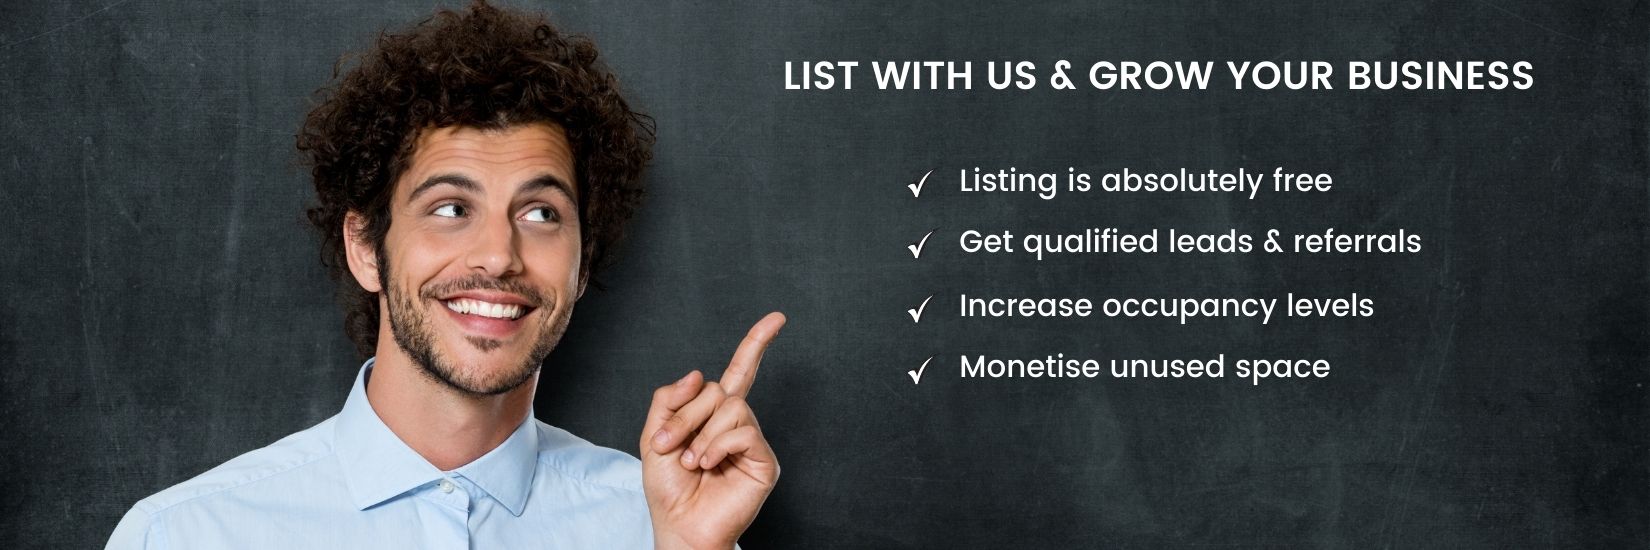 LIST WITH US & GROW YOUR BUSINESS
Listing is absolutely free
Get qualified leads & referrals
Increase occupancy levels
Monetise unused space